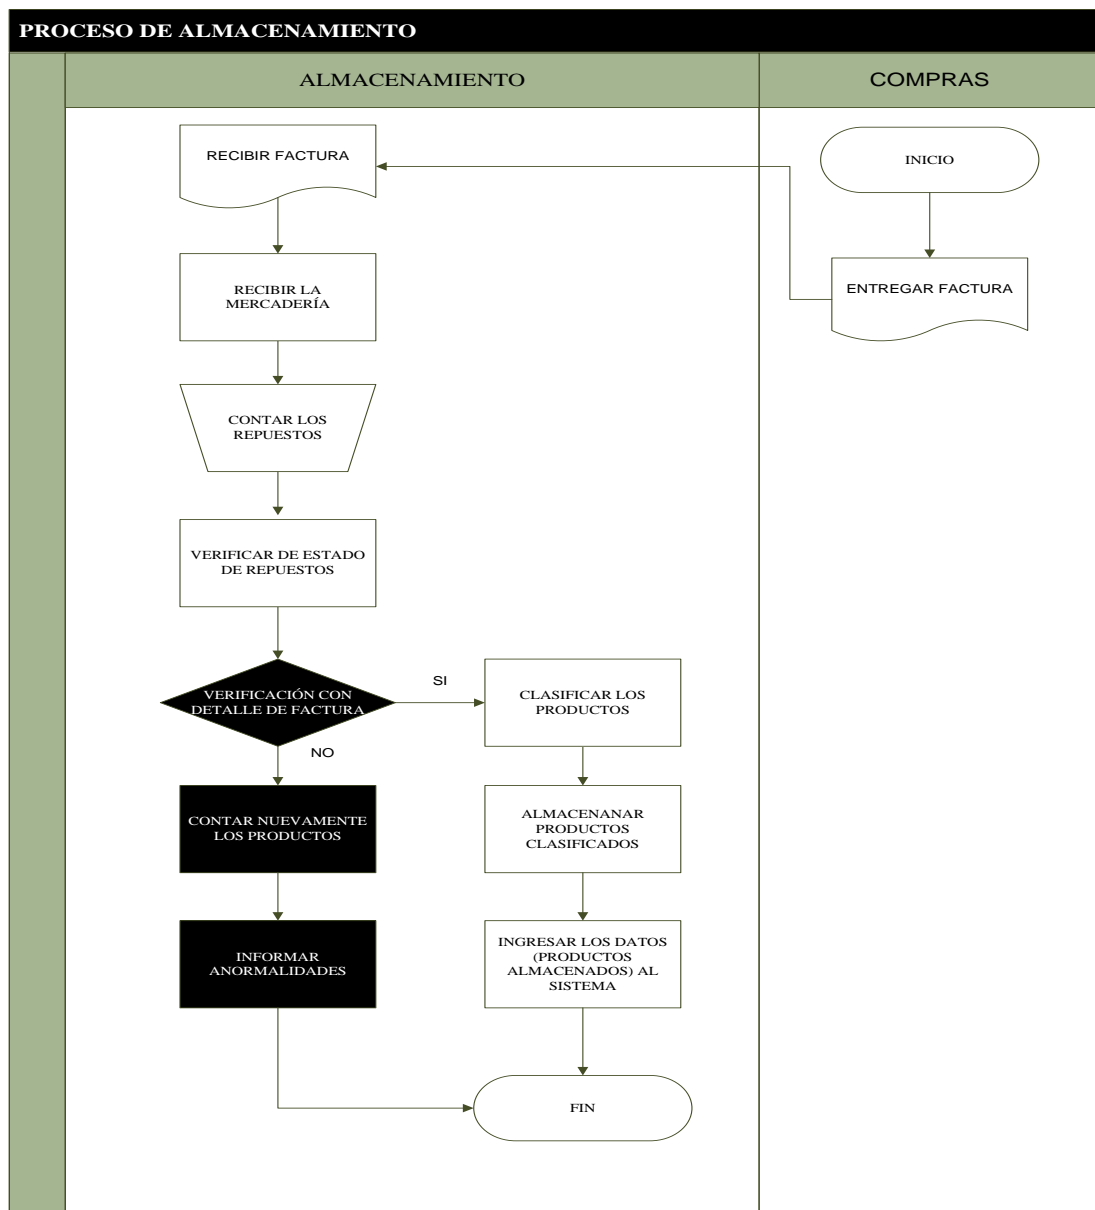 PROCESO DE ALMACENAMIENTO
ALMACENAMIENTO
COMPRAS
RECIBIR FACTURA
INICIO
RECIBIR LA
MERCADERÍA
ENTREGAR FACTURA
CONTAR LOS
REPUESTOS
VERIFICAR DE ESTADO
DE REPUESTOS
VERIFICACIÓN CON
DETALLE DE FACTURA
SI
CLASIFICAR LOS
PRODUCTOS
NO
CONTAR NUEVAMENTE
LOS PRODUCTOS
ALMACENANAR
PRODUCTOS
CLASIFICADOS
INFORMAR
ANORMALIDADES
INGRESAR LOS DATOS
(PRODUCTOS
ALMACENADOS) AL
SISTEMA
FIN